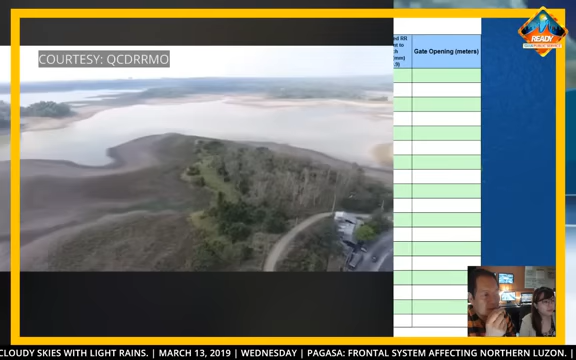 COURTESY: QCDRRMO
READY
Gate Opening (meters)
CLOUDY SKIES WITH LIGHT RAINS. | MARCH 13, 2019 | WEDNESDAY | PAGASA: FRONTAL SYSTEM AFFECTING NORTHERN LUZON. |